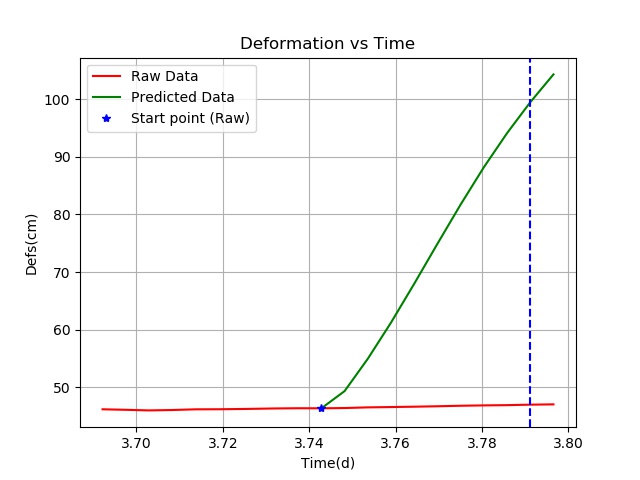 Deformation vs Time
Raw Data
Predicted Data
Start point (Raw)
Defs(cm)
100
90
80
70
60
50
3.70 3.72 3.74 3.76 3.78 3.80
Time(d)